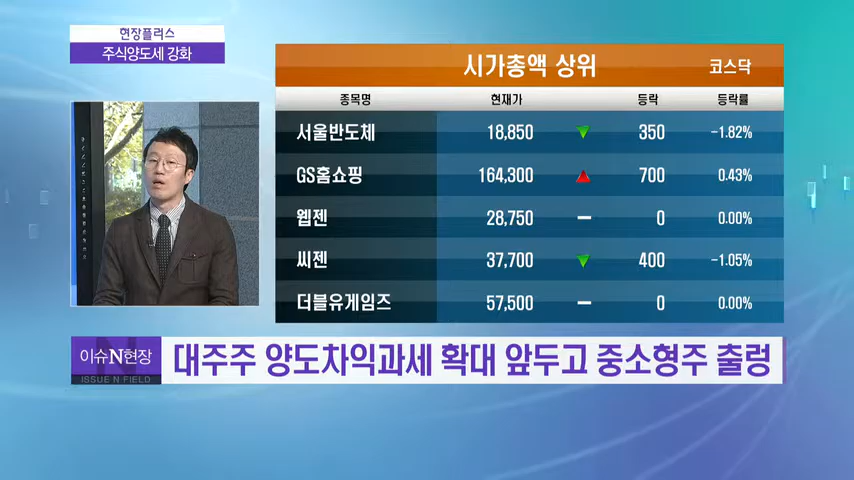 현장플러스
주식양도세 강화
시가총액 상위 코스닥
종목명 현재가 등락 등락률
서울반도체 18,850 ▼ 350 -1.82%
GS홈쇼핑 164,300 ▲ 700 0.43%
웹젠 28,750 - 0 0.00%
씨젠 37,700 ▼ 400 -1.05%
더블유게임즈 57,500 - 0 0.00%
이슈N현장
ISSUE N FIELD
대주주 양도차익과세 확대 앞두고 중소형주 출렁